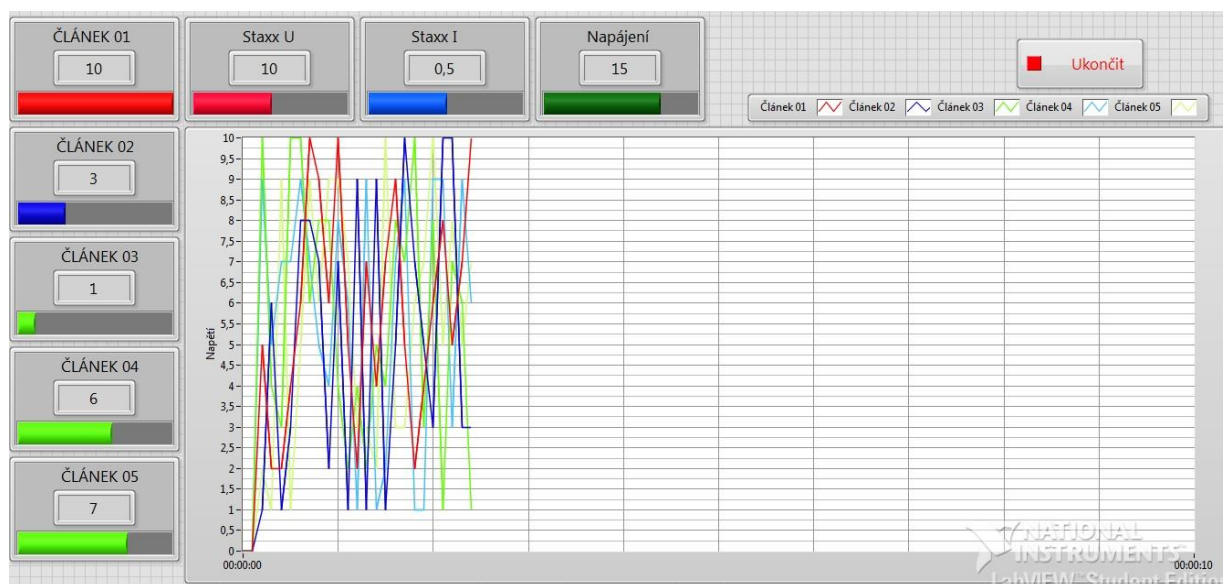 ČLÁNEK 01
10
Staxx U
10
Staxx I
0,5
Napájení
15
Ukončit
Článek 01 Článek 02 Článek 03 Článek 04 Článek 05
ČLÁNEK 02
3
ČLÁNEK 03
1
ČLÁNEK 04
6
ČLÁNEK 05
7
Napětí
10
9,5
9
8,5
8
7,5
7
6,5
6
5,5
5
4,5
4
3,5
3
2,5
2
1,5
1
0,5
0
00:00:00
00:00:10
NATIONAL
INSTRUMENTS
LabVIEW Student Editio